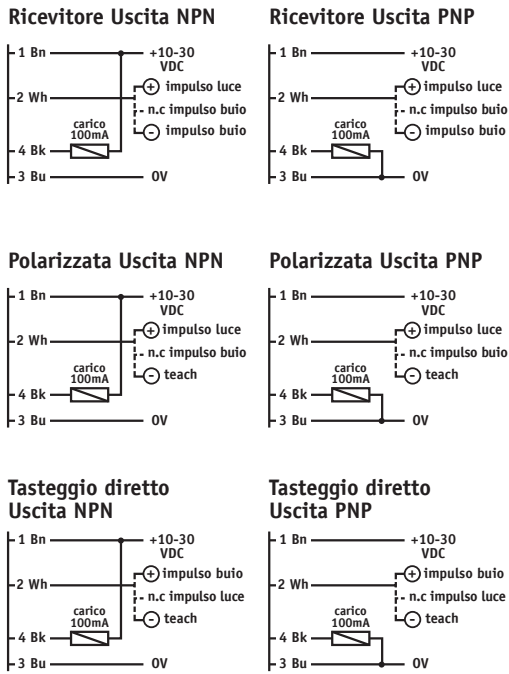 Ricevitore Uscita NPN
1 Bn
+10-30
VDC
+ impulso luce
2 Wh
n.c impulso buio
- impulso buio
carico
100mA
4 Bk
3 Bu
0V
Ricevitore Uscita PNP
1 Bn
+10-30
VDC
+ impulso luce
2 Wh
n.c impulso buio
- impulso buio
carico
100mA
4 Bk
3 Bu
0V
Polarizzata Uscita NPN
1 Bn
+10-30
VDC
+ impulso luce
2 Wh
n.c impulso buio
- teach
carico
100mA
4 Bk
3 Bu
0V
Polarizzata Uscita PNP
1 Bn
+10-30
VDC
+ impulso luce
2 Wh
n.c impulso buio
- teach
carico
100mA
4 Bk
3 Bu
0V
Tasteggio diretto
Uscita NPN
1 Bn
+10-30
VDC
+ impulso buio
2 Wh
n.c impulso luce
- teach
carico
100mA
4 Bk
3 Bu
0V
Tasteggio diretto
Uscita PNP
1 Bn
+10-30
VDC
+ impulso buio
2 Wh
n.c impulso luce
- teach
carico
100mA
4 Bk
3 Bu
0V